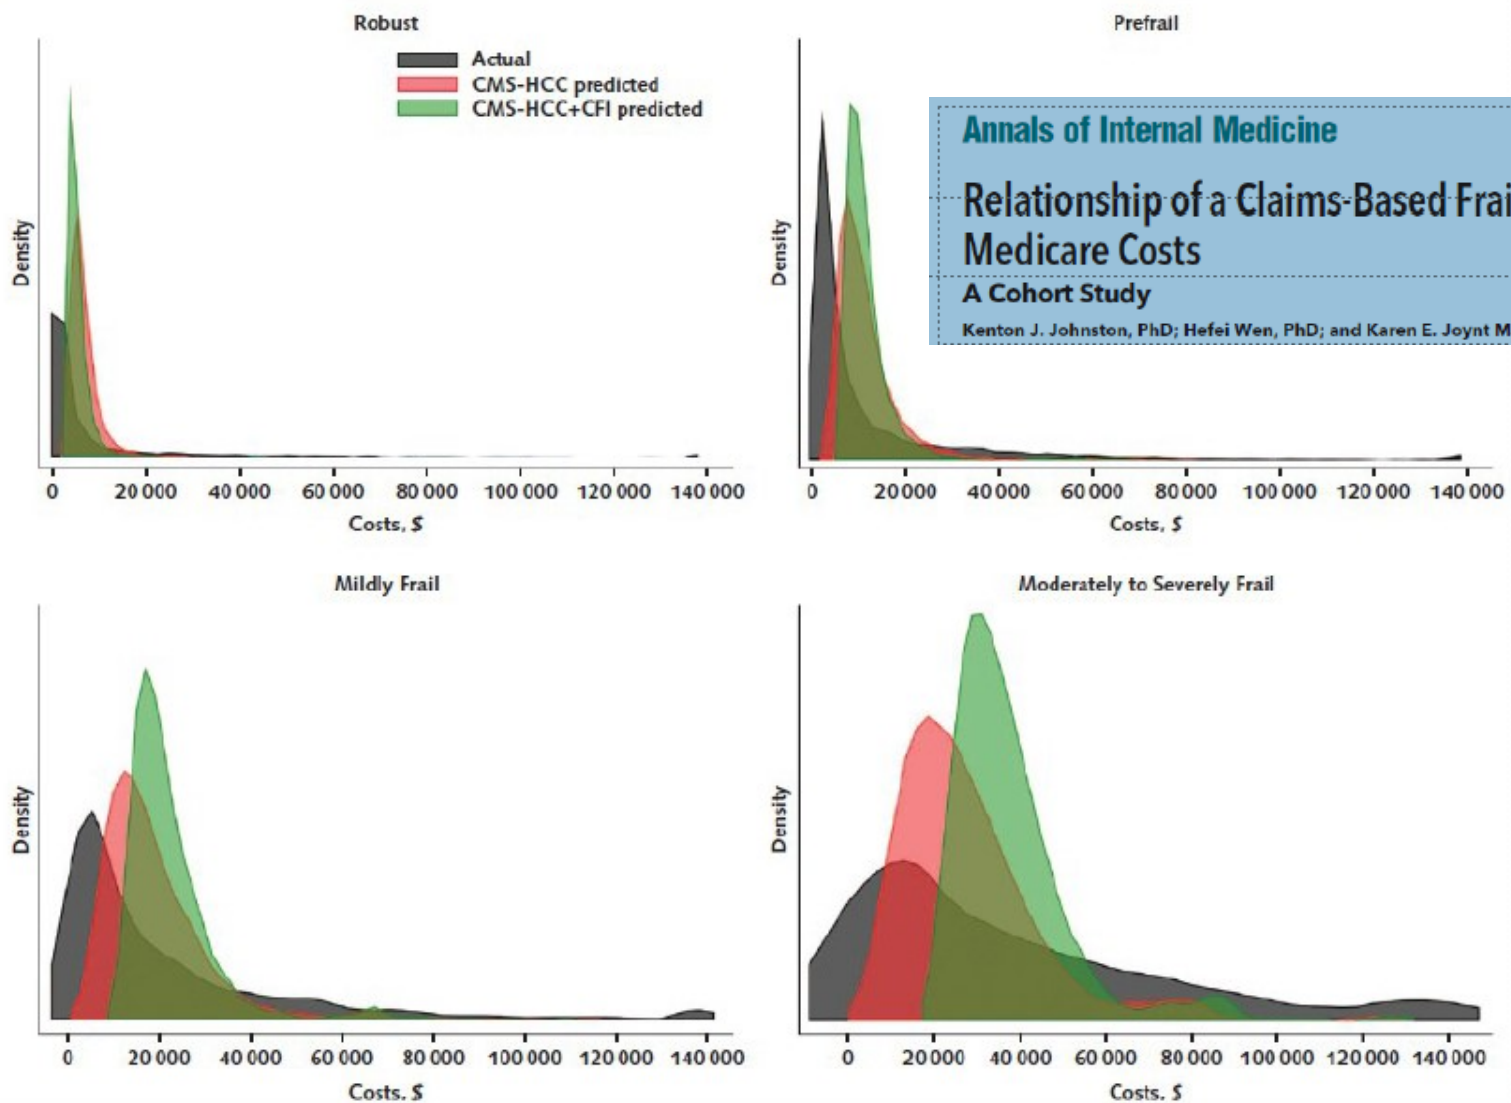 Robust
Actual
CMS-HCC predicted
CMS-HCC+CFI predicted
Density
0 20 000 40 000 60 000 80 000 100 000 120 000 140 000
Costs, $
Prefrail
Annals of Internal Medicine
Relationship of a Claims-Based Frai
Medicare Costs
A Cohort Study
Kenton J. Johnston, PhD; Hefei Wen, PhD; and Karen E. Joynt M
Density
0 20 000 40 000 60 000 80 000 100 000 120 000 140 000
Costs, $
Mildly Frail
Density
0 20 000 40 000 60 000 80 000 100 000 120 000 140 000
Costs, $
Moderately to Severely Frail
Density
0 20 000 40 000 60 000 80 000 100 000 120 000 140 000
Costs, $